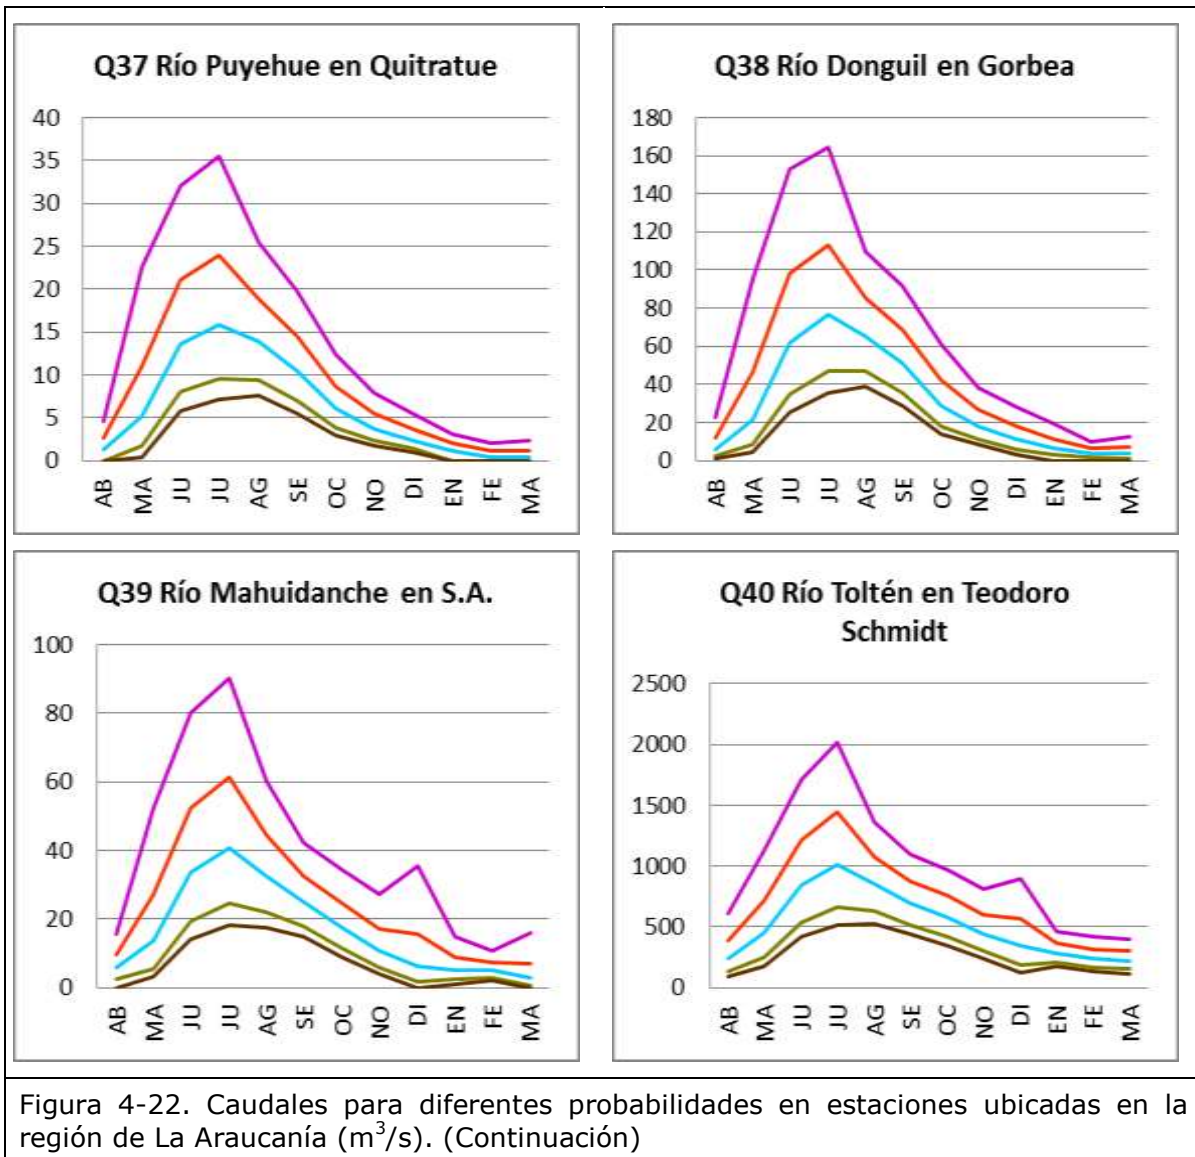 Q37 Río Puyehue en Quitratue
40
35
30
25
20
15
10
5
0
AB
MA
JU
JU
AG
SE
OC
NO
DI
EN
FE
MA
Q38 Río Donguil en Gorbea
180
160
140
120
100
80
60
40
20
0
AB
MA
JU
JU
AG
SE
OC
NO
DI
EN
FE
MA
Q39 Río Mahuidanche en S.A.
100
80
60
40
20
0
AB
MA
JU
JU
AG
SE
OC
NO
DI
EN
FE
MA
Q40 Río Toltén en Teodoro
Schmidt
2500
2000
1500
1000
500
0
AB
MA
JU
JU
AG
SE
OC
NO
DI
EN
FE
MA
Figura 4-22. Caudales para diferentes probabilidades en estaciones ubicadas en la
región de La Araucanía (m³/s). (Continuación)